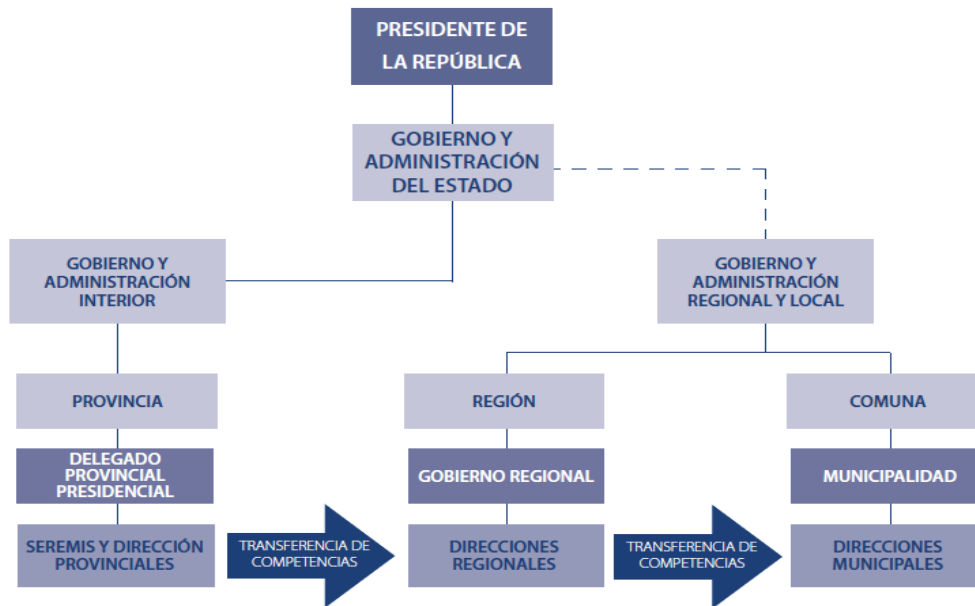 PRESIDENTE DE
LA REPÚBLICA
GOBIERNO Y
ADMINISTRACIÓN
DEL ESTADO
GOBIERNO Y
ADMINISTRACIÓN
INTERIOR
GOBIERNO Y
ADMINISTRACIÓN
REGIONAL Y LOCAL
PROVINCIA
REGIÓN
COMUNA
DELEGADO
PROVINCIAL
PRESIDENCIAL
GOBIERNO REGIONAL
MUNICIPALIDAD
SEREMIS Y DIRECCIÓN
PROVINCIALES
TRANSFERENCIA DE
COMPETENCIAS
DIRECCIONES
REGIONALES
TRANSFERENCIA DE
COMPETENCIAS
DIRECCIONES
MUNICIPALES